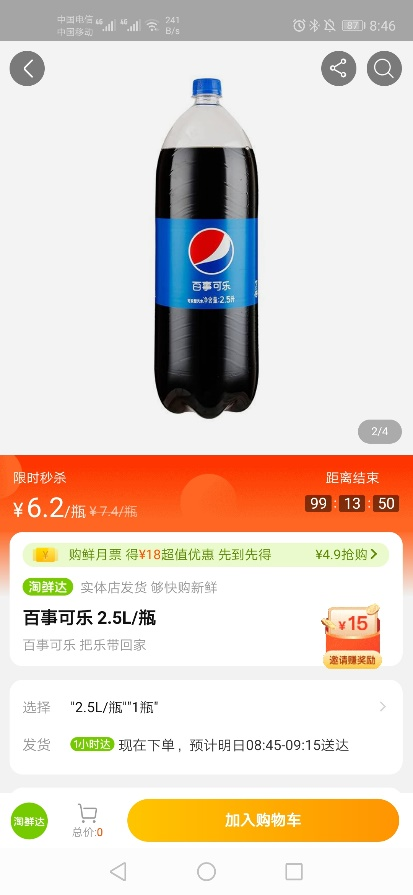 中国电信 4G 4G 241
中国移动 B/s
87 8:46
百事可乐
净含量:2.5升
2/4
限时秒杀
距离结束
¥6.2/瓶 ¥7.4/瓶
99:13:50
购鲜月票 得¥18超值优惠 先到先得 ¥4.9抢购>
淘鲜达 实体店发货 够快购新鲜
百事可乐 2.5L/瓶
¥15
百事可乐 把乐带回家
邀请赚奖励
选择 "2.5L/瓶""1瓶"
发货 1小时达 现在下单，预计明日08:45-09:15送达
淘鲜达
总价:0
加入购物车